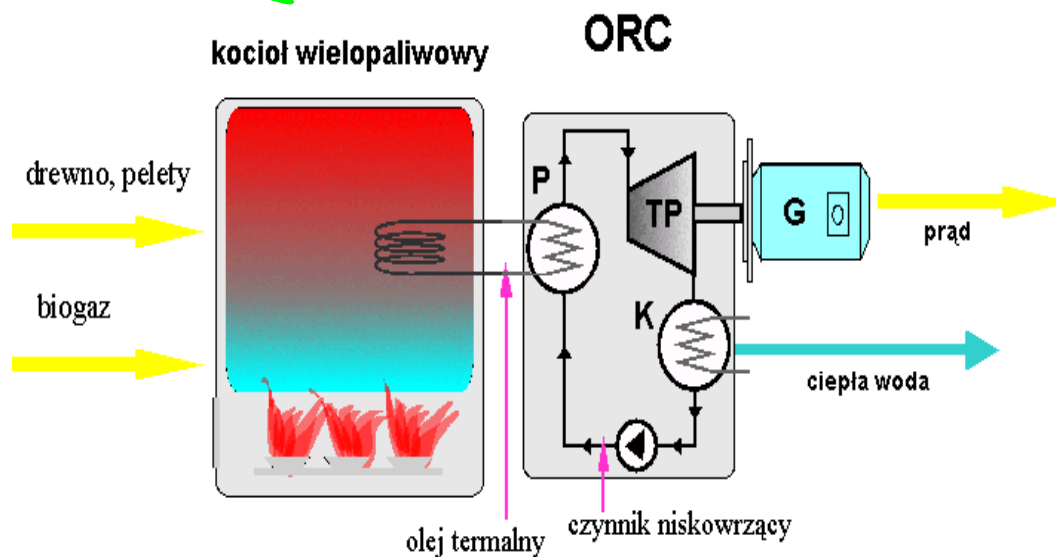 ORC
kocioł wielopaliwowy
drewno, pelety
P
TP
G
prąd
biogaz
K
ciepła woda
olej termalny
czynnik niskowrzący